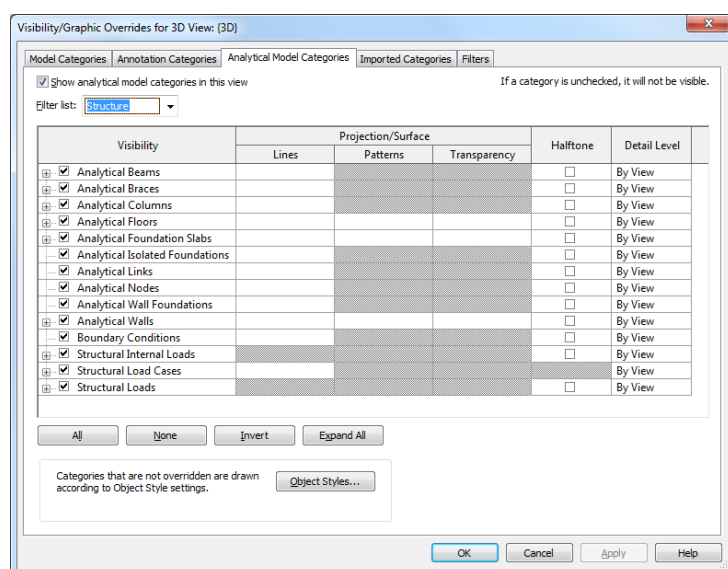 Visibility/Graphic Overrides for 3D View: {3D}
Model Categories Annotation Categories Analytical Model Categories Imported Categories Filters
Show analytical model categories in this view If a category is unchecked, it will not be visible.
Filter list: Structure
Visibility Projection/Surface Halftone Detail Level
Lines Patterns Transparency
Analytical Beams By View
Analytical Braces By View
Analytical Columns By View
Analytical Floors By View
Analytical Foundation Slabs By View
Analytical Isolated Foundations By View
Analytical Links By View
Analytical Nodes By View
Analytical Wall Foundations By View
Analytical Walls By View
Boundary Conditions By View
Structural Internal Loads By View
Structural Load Cases By View
Structural Loads By View
All None Invert Expand All
Categories that are not overridden are drawn
according to Object Style settings.
Object Styles...
OK Cancel Apply Help